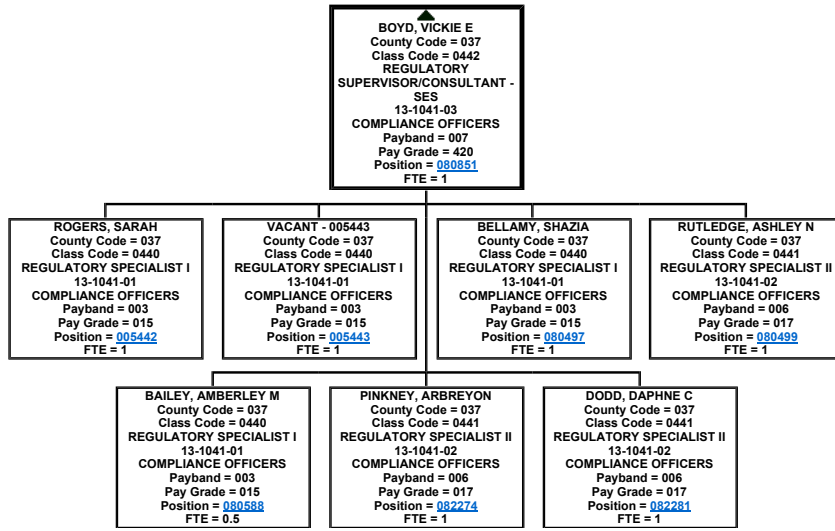 BOYD, VICKIE E
County Code = 037
Class Code = 0442
REGULATORY
SUPERVISOR/CONSULTANT -
SES
13-1041-03
COMPLIANCE OFFICERS
Payband = 007
Pay Grade = 420
Position = 080851
FTE = 1
ROGERS, SARAH
County Code = 037
Class Code = 0440
REGULATORY SPECIALIST I
13-1041-01
COMPLIANCE OFFICERS
Payband = 003
Pay Grade = 015
Position = 005442
FTE = 1
VACANT - 005443
County Code = 037
Class Code = 0440
REGULATORY SPECIALIST I
13-1041-01
COMPLIANCE OFFICERS
Payband = 003
Pay Grade = 015
Position = 005443
FTE = 1
BELLAMY, SHAZIA
County Code = 037
Class Code = 0440
REGULATORY SPECIALIST I
13-1041-01
COMPLIANCE OFFICERS
Payband = 003
Pay Grade = 015
Position = 080497
FTE = 1
RUTLEDGE, ASHLEY N
County Code = 037
Class Code = 0441
REGULATORY SPECIALIST II
13-1041-02
COMPLIANCE OFFICERS
Payband = 006
Pay Grade = 017
Position = 080499
FTE = 1
BAILEY, AMBERLEY M
County Code = 037
Class Code = 0440
REGULATORY SPECIALIST I
13-1041-01
COMPLIANCE OFFICERS
Payband = 003
Pay Grade = 015
Position = 080588
FTE = 0.5
PINKNEY, ARBREYON
County Code = 037
Class Code = 0441
REGULATORY SPECIALIST II
13-1041-02
COMPLIANCE OFFICERS
Payband = 006
Pay Grade = 017
Position = 082274
FTE = 1
DODD, DAPHNE C
County Code = 037
Class Code = 0441
REGULATORY SPECIALIST II
13-1041-02
COMPLIANCE OFFICERS
Payband = 006
Pay Grade = 017
Position = 082281
FTE = 1